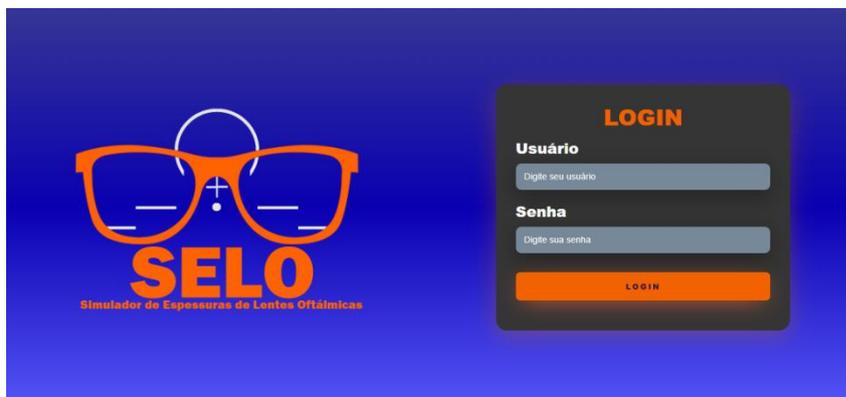 SELO
Simulador de Espessuras de Lentes Oftálmicas
LOGIN
Usuário
Digite seu usuário
Senha
Digite sua senha
LOGIN